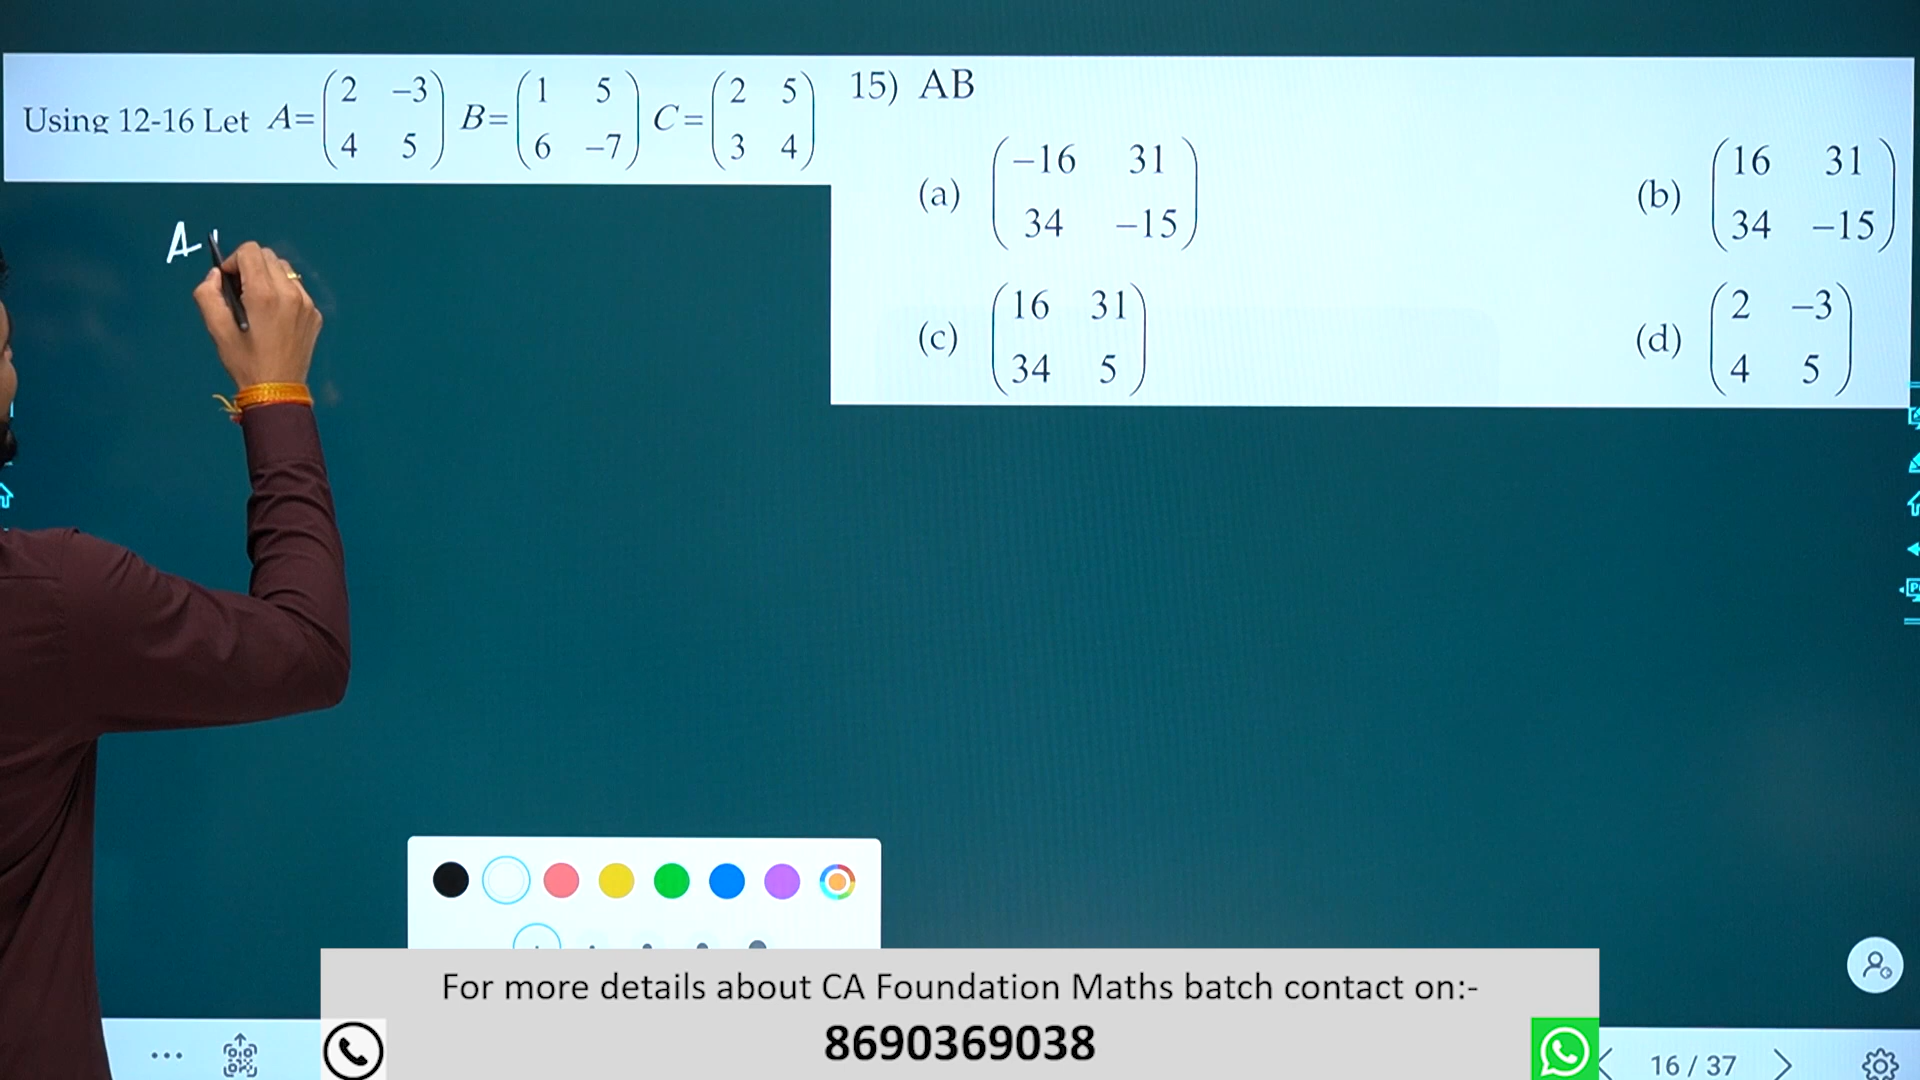 Using 12-16 Let A= (2 −3 B= (1 5 C= (2 5
4 5) 6 −7) 3 4)
15) AB
(a) (−16 31
34 −15)
(b) (16 31
34 −15)
(c) (16 31
34 5)
(d) (2 −3
4 5)
A
For more details about CA Foundation Maths batch contact on:-
8690369038
16 / 37